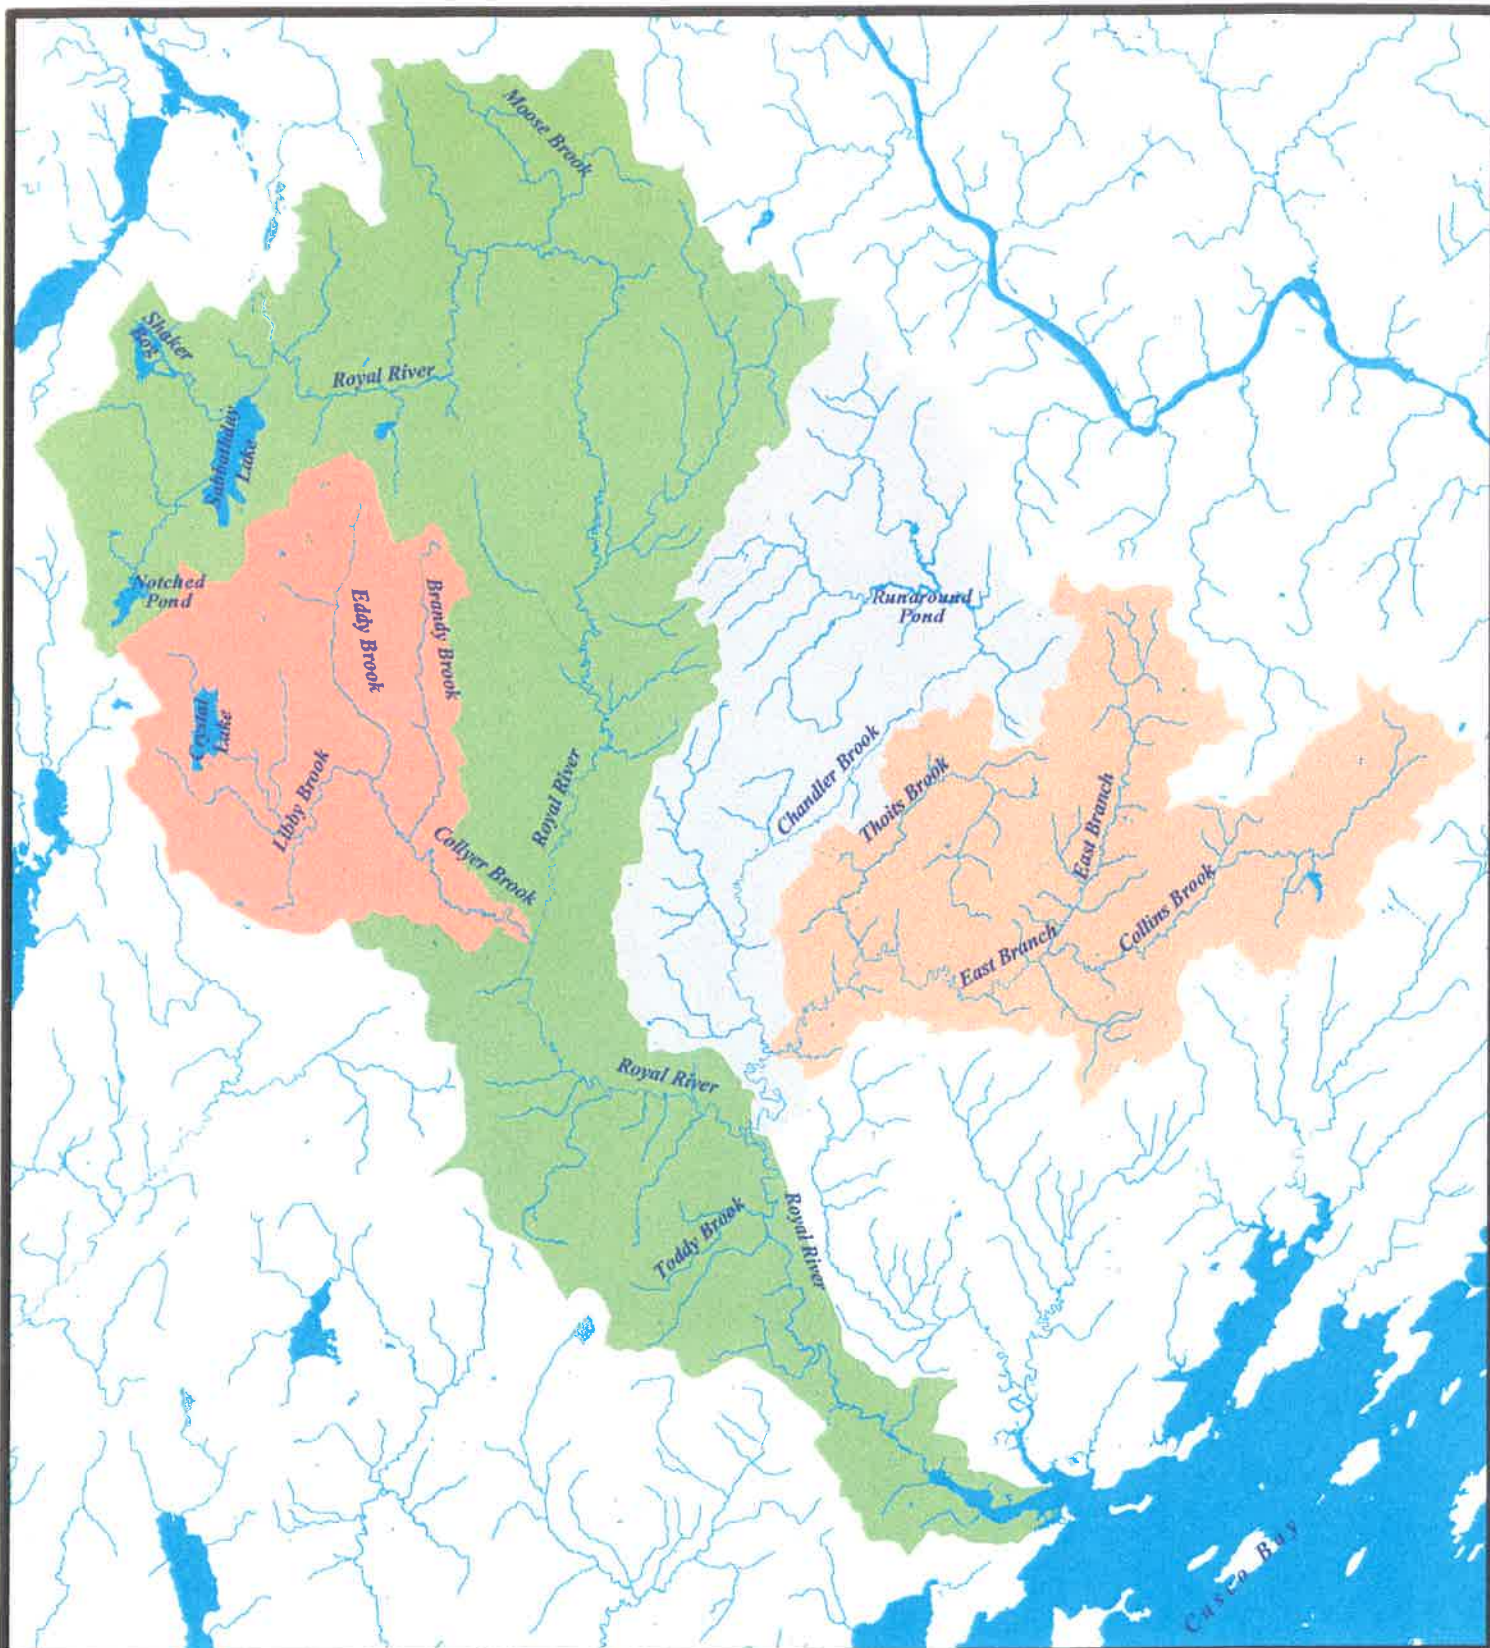 Moose Brook
Shaker
Bog
Royal River
Sabbathday
Lake
Notched
Pond
Eddy Brook
Brandy Brook
Runaround
Pond
Crystal
Lake
Libby Brook
Collyer Brook
Royal River
Chandler Brook
Thoits Brook
East Branch
Collins Brook
East Branch
Royal River
Toddy Brook
Royal River
Casco Bay